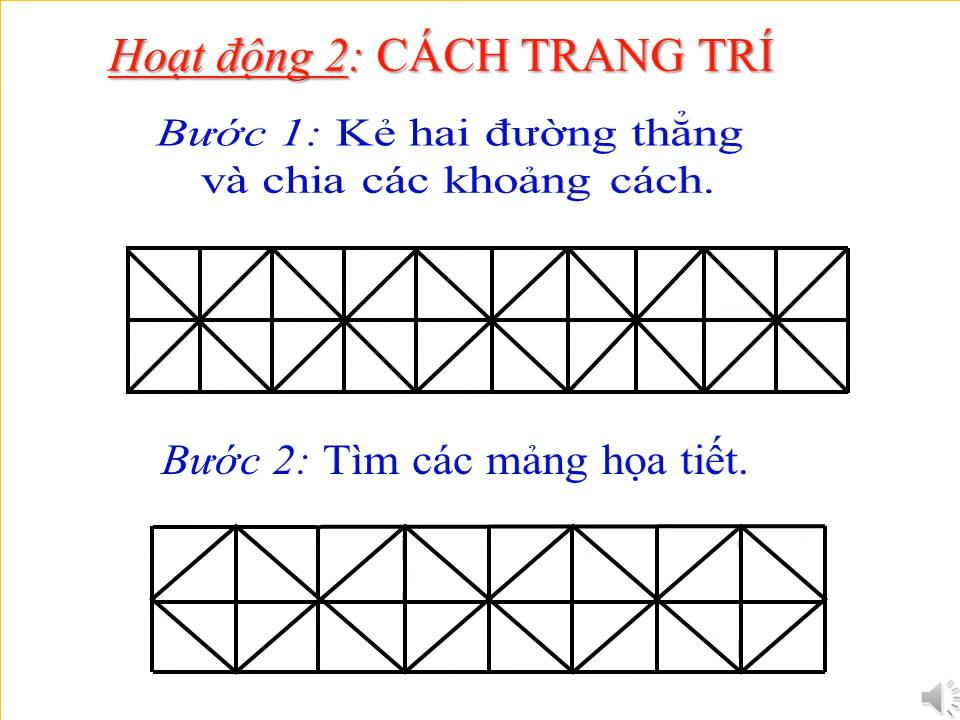 Hoạt động 2: CÁCH TRANG TRÍ
Bước 1: Kẻ hai đường thẳng
và chia các khoảng cách.
Bước 2: Tìm các mảng họa tiết.